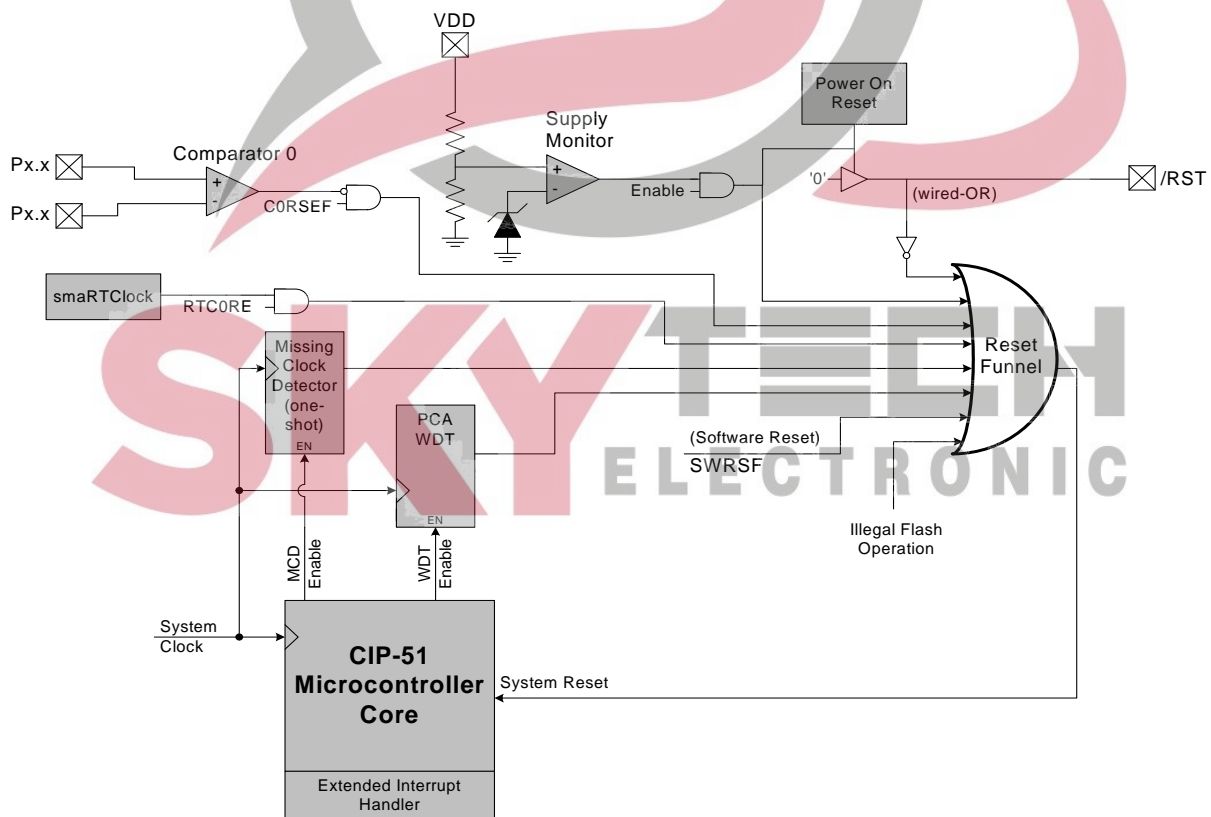 VDD
Power On
Reset
Supply
Monitor
Comparator 0
Px.x
+
-
Px.x
+
-
C0RSEF
Enable
'0'
(wired-OR)
/RST
smaRTClock
RTC0RE
Missing
Clock
Detector
(one-
shot)
EN
PCA
WDT
EN
Reset
Funnel
(Software Reset)
SWRSF
Illegal Flash
Operation
SKY TECH
ELECTRONIC
MCD
Enable
WDT
Enable
System
Clock
CIP-51
Microcontroller
Core
System Reset
Extended Interrupt
Handler